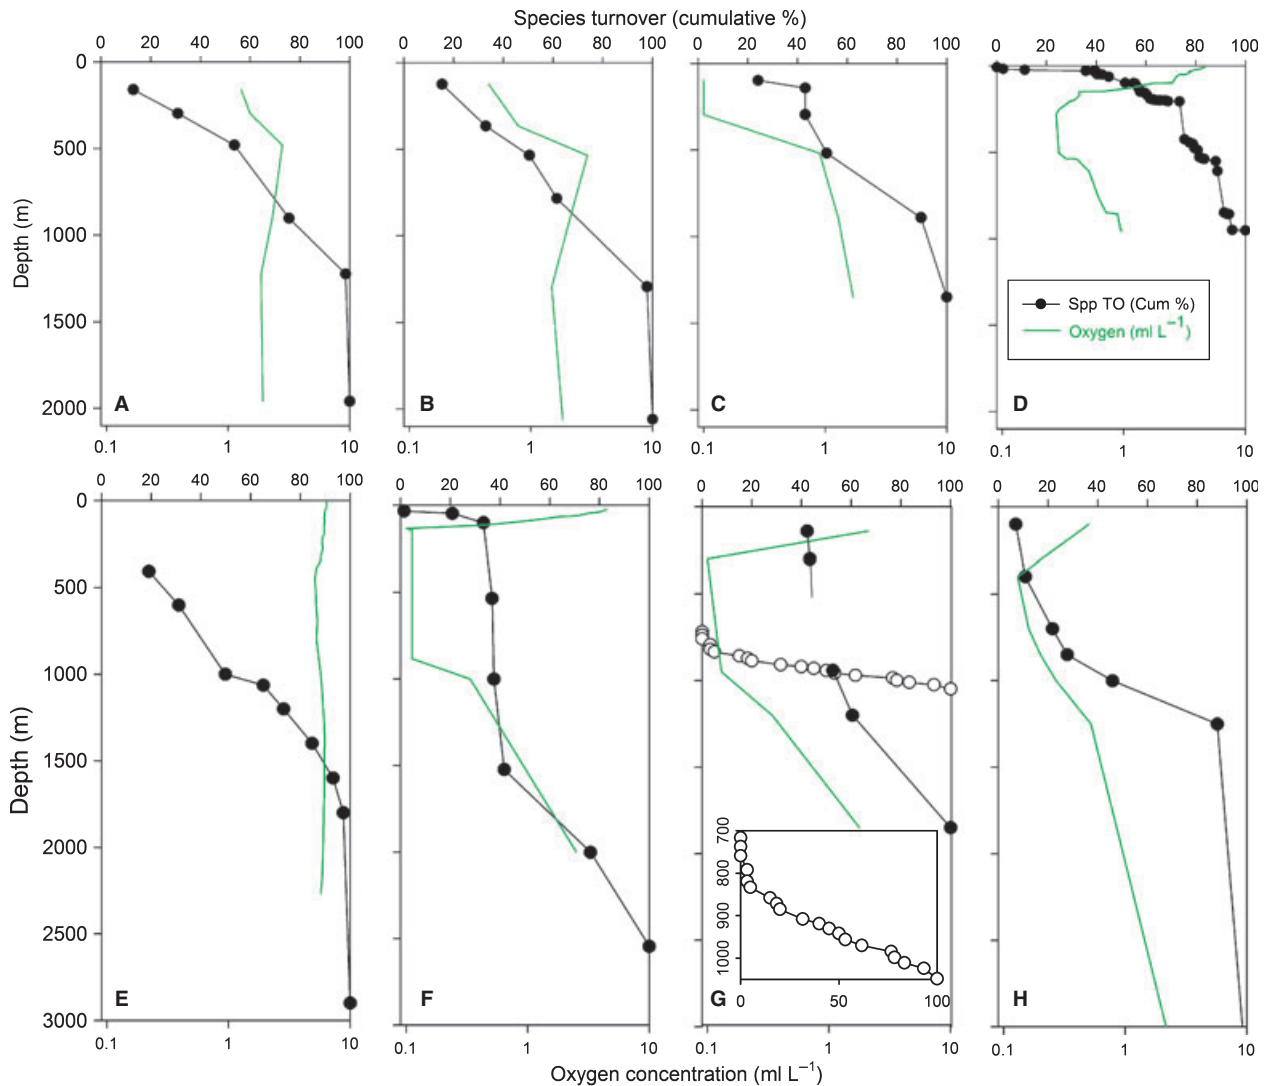 Species turnover (cumulative %)
0 20 40 60 80 100 0 20 40 60 80 100 0 20 40 60 80 100 0 20 40 60 80 100
0
500
1000
1500
2000
Depth (m)
Spp TO (Cum %)
Oxygen (ml L⁻¹)
A B C D
0.1 1 10 0.1 1 10 0.1 1 10 0.1 1 10
0 20 40 60 80 100 0 20 40 60 80 100 0 20 40 60 80 100 0 20 40 60 80 100
0
500
1000
1500
2000
2500
3000
Depth (m)
700
800
900
1000
0 50 100
E F G H
0.1 1 10 0.1 1 10 0.1 1 10 0.1 1 10
Oxygen concentration (ml L⁻¹)